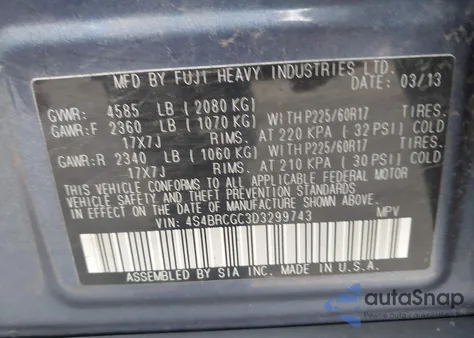 MFD BY FUJI HEAVY INDUSTRIES LTD.
DATE: 03/13
GVWR: 4585 LB ( 2080 KG)
GAWR:F 2360 LB ( 1070 KG) WITH P225/60R17 TIRES.
17X7J RIMS. AT 220 KPA ( 32 PSI) COLD
GAWR:R 2340 LB ( 1060 KG) WITH P225/60R17 TIRES.
17X7J RIMS. AT 210 KPA ( 30 PSI) COLD
THIS VEHICLE CONFORMS TO ALL APPLICABLE FEDERAL MOTOR
VEHICLE SAFETY AND THEFT PREVENTION STANDARDS
IN EFFECT ON THE DATE OF MANUFACTURE SHOWN ABOVE.
VIN: 4S4BRCGC3D3299743 MPV
ASSEMBLED BY SIA INC. MADE IN U.S.A.
autoSnap